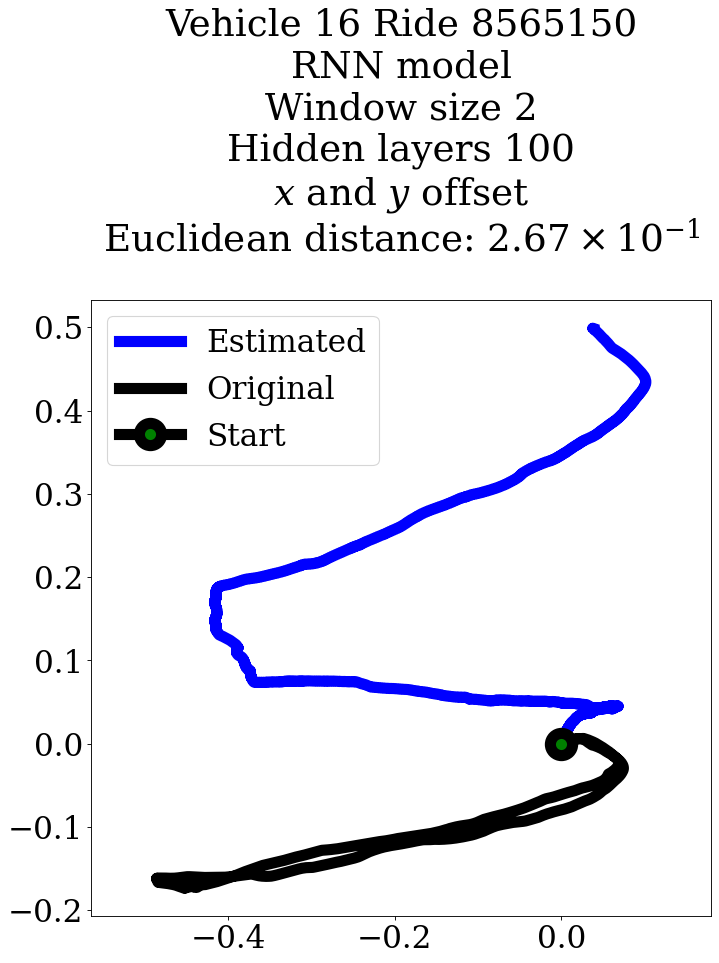 Vehicle 16 Ride 8565150
RNN model
Window size 2
Hidden layers 100
x and y offset
Euclidean distance: 2.67 × 10⁻¹
Estimated
Original
Start
0.5
0.4
0.3
0.2
0.1
0.0
−0.1
−0.2
−0.4
−0.2
0.0